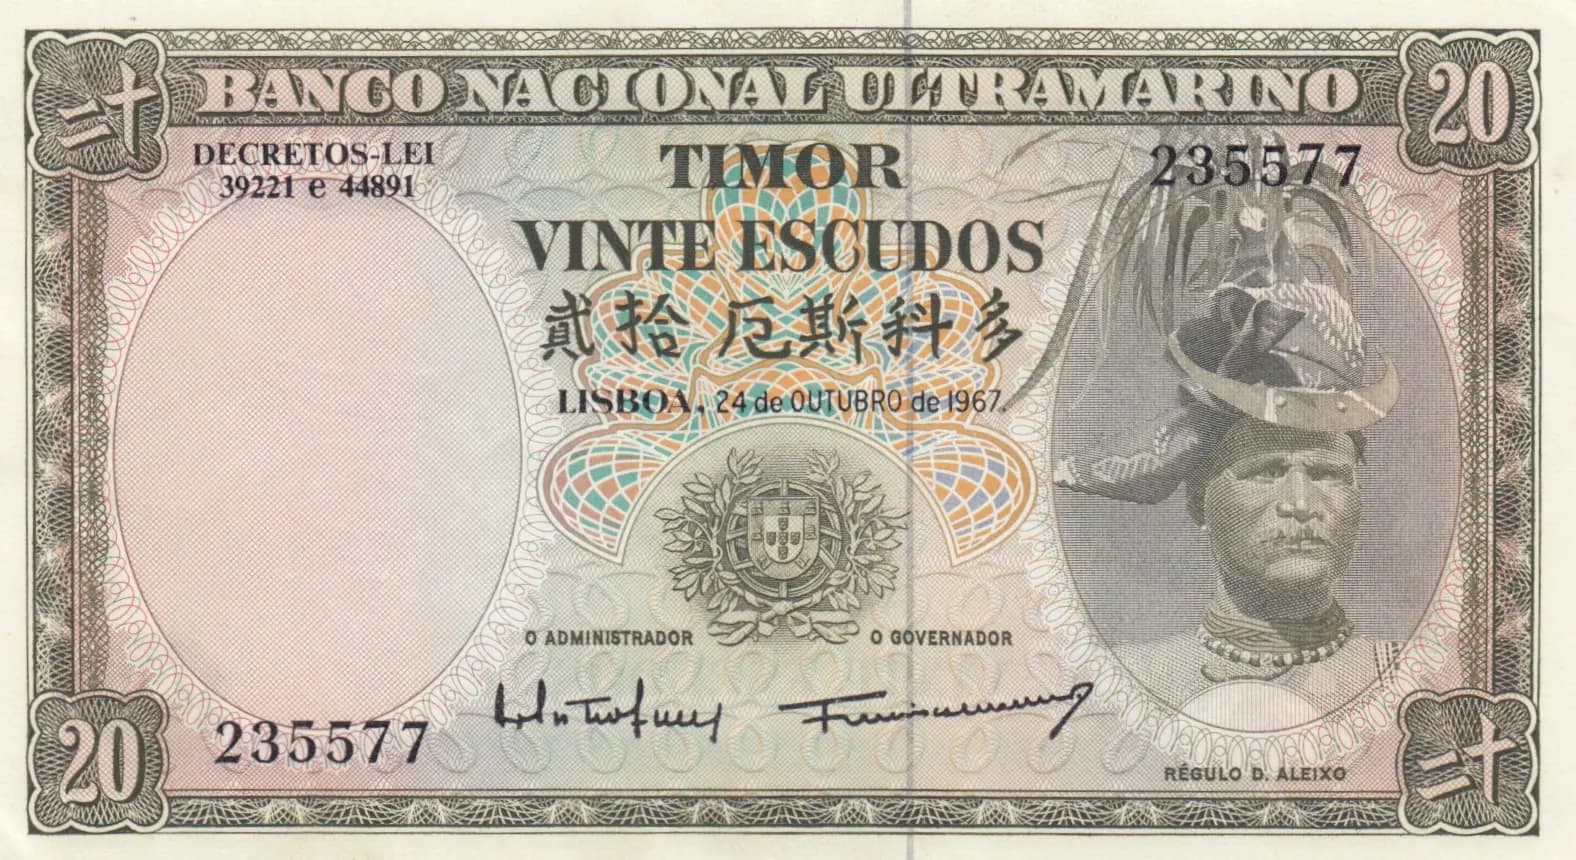 二十
BANCO NACIONAL ULTRAMARINO
20
DECRETOS-LEI
39221 e 44891
TIMOR
235577
VINTE ESCUDOS
貳拾厄斯科多
LISBOA, 24 de OUTUBRO de 1967.
O ADMINISTRADOR
O GOVERNADOR
20
235577
RÉGULO D. ALEIXO
二十